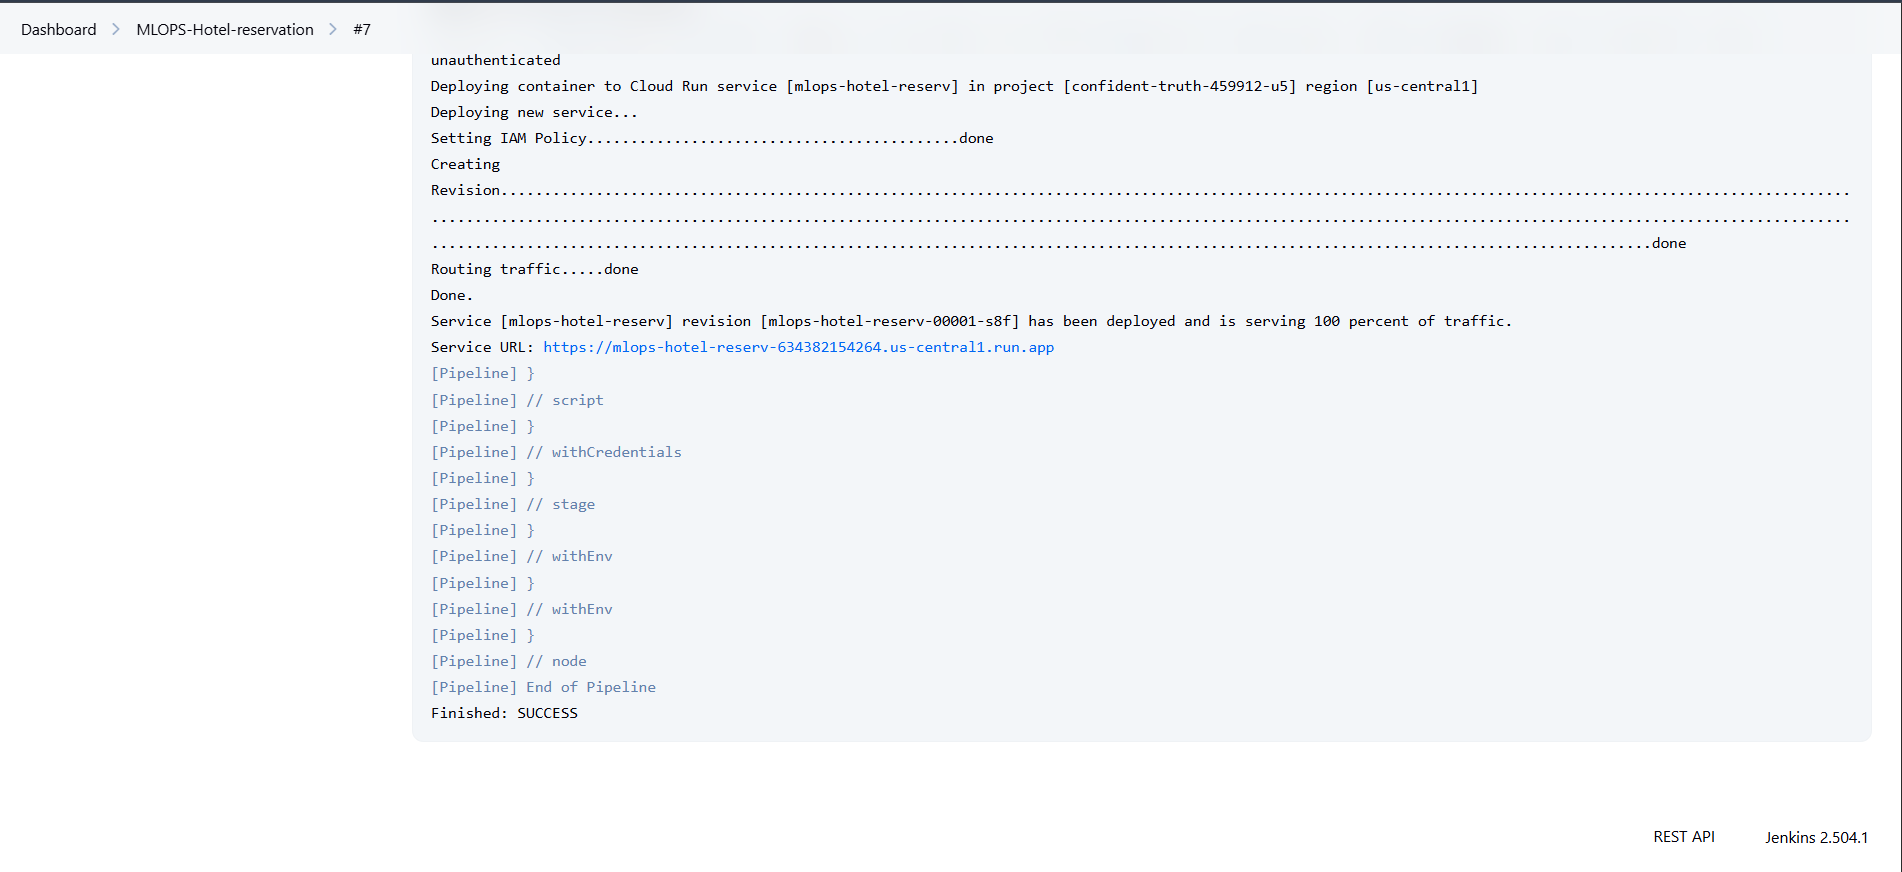 Dashboard > MLOPS-Hotel-reservation > #7
unauthenticated
Deploying container to Cloud Run service [mlops-hotel-reserv] in project [confident-truth-459912-u5] region [us-central1]
Deploying new service...
Setting IAM Policy...........................................done
Creating
Revision............................................................................................................................................................
....................................................................................................................................................................
.............................................................................................................................................done
Routing traffic.....done
Done.
Service [mlops-hotel-reserv] revision [mlops-hotel-reserv-00001-s8f] has been deployed and is serving 100 percent of traffic.
Service URL: https://mlops-hotel-reserv-634382154264.us-central1.run.app
[Pipeline] }
[Pipeline] // script
[Pipeline] }
[Pipeline] // withCredentials
[Pipeline] }
[Pipeline] // stage
[Pipeline] }
[Pipeline] // withEnv
[Pipeline] }
[Pipeline] // withEnv
[Pipeline] }
[Pipeline] // node
[Pipeline] End of Pipeline
Finished: SUCCESS
REST API Jenkins 2.504.1